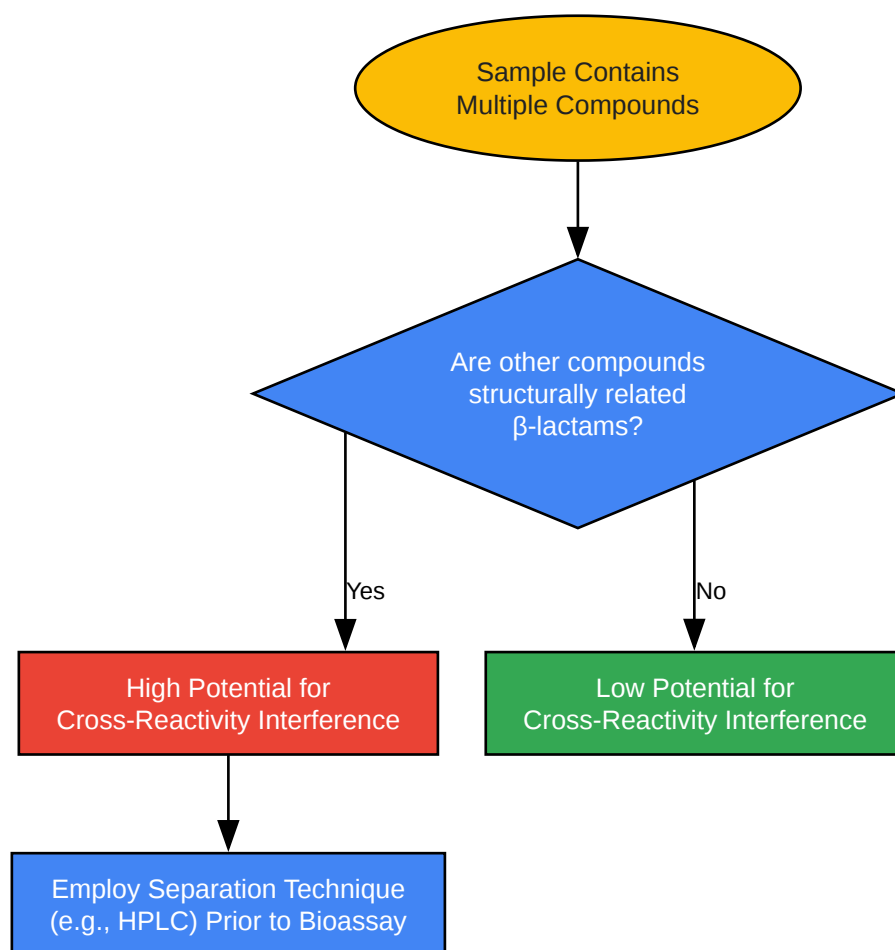 Sample Contains
Multiple Compounds
Are other compounds
structurally related
β-lactams?
Yes
No
High Potential for
Cross-Reactivity Interference
Low Potential for
Cross-Reactivity Interference
Employ Separation Technique
(e.g., HPLC) Prior to Bioassay